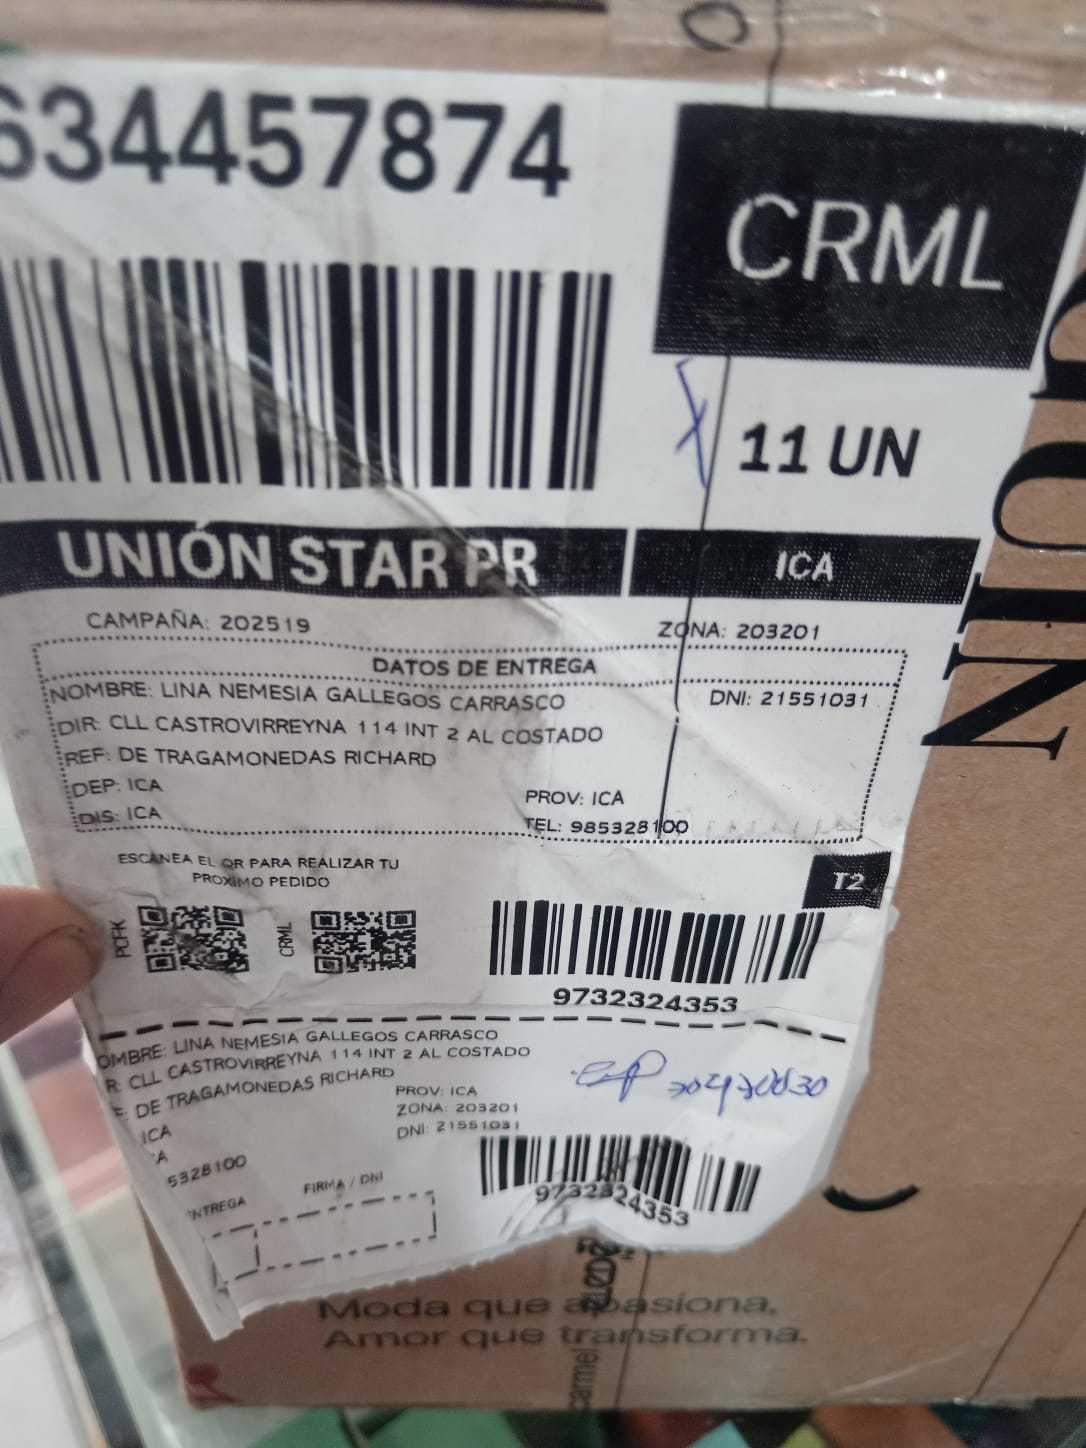 634457874
CRML
11 UN
UNIÓN STAR PR
ICA
CAMPAÑA: 202519
ZONA: 203201
DATOS DE ENTREGA
NOMBRE: LINA NEMESIA GALLEGOS CARRASCO
DNI: 21551031
DIR: CLL CASTROVIRREYNA 114 INT 2 AL COSTADO
REF: DE TRAGAMONEDAS RICHARD
DEP: ICA
PROV: ICA
DIS: ICA
TEL: 985328100
ESCANEA EL QR PARA REALIZAR TU
PROXIMO PEDIDO
T2
PCFK
CRML
9732324353
OMBRE: LINA NEMESIA GALLEGOS CARRASCO
R: CLL CASTROVIRREYNA 114 INT 2 AL COSTADO
F: DE TRAGAMONEDAS RICHARD
PROV: ICA
ICA
ZONA: 203201
A
DNI: 21551031
5328100
NTREGA
FIRMA / DNI
9732324353
Moda que apasiona,
Amor que transforma.
carmel